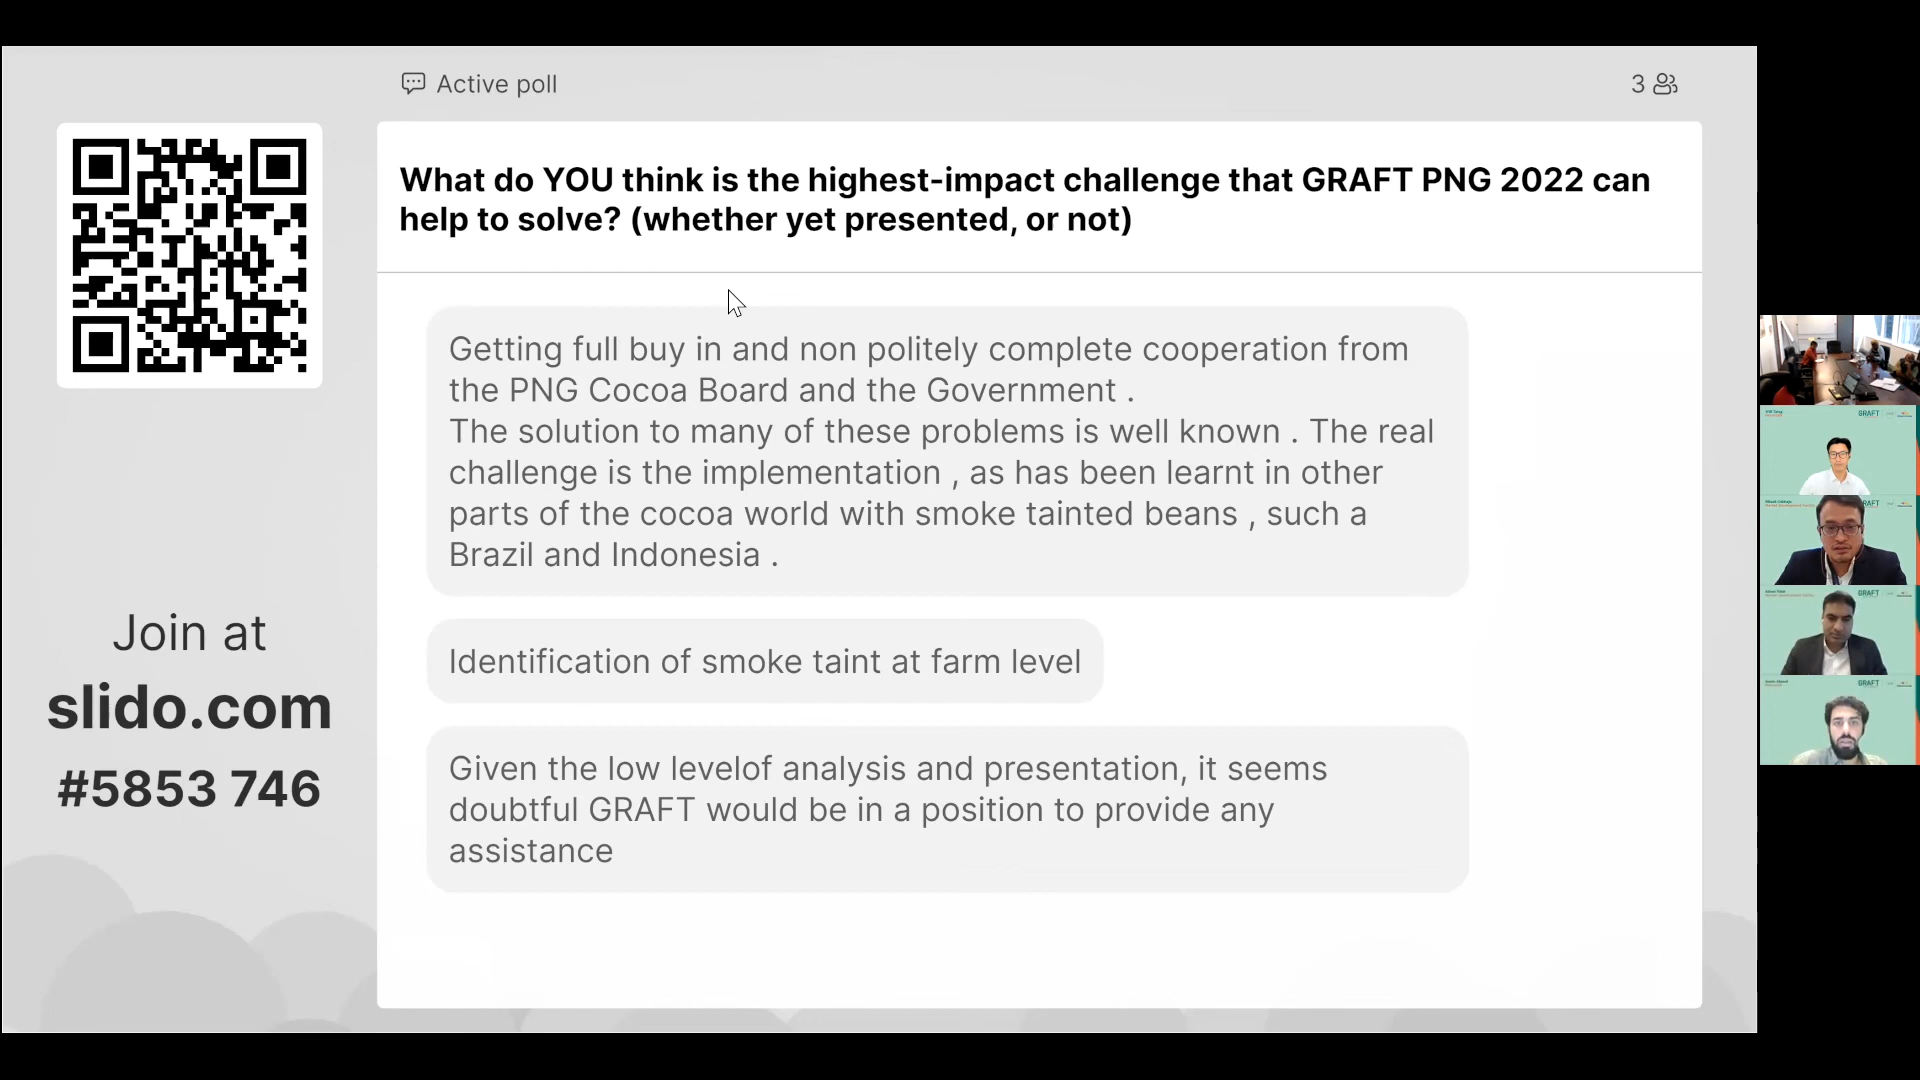 Active poll
3
What do YOU think is the highest-impact challenge that GRAFT PNG 2022 can
help to solve? (whether yet presented, or not)
Getting full buy in and non politely complete cooperation from
the PNG Cocoa Board and the Government .
The solution to many of these problems is well known . The real
challenge is the implementation , as has been learnt in other
parts of the cocoa world with smoke tainted beans , such a
Brazil and Indonesia .
Identification of smoke taint at farm level
Given the low levelof analysis and presentation, it seems
doubtful GRAFT would be in a position to provide any
assistance
Join at
slido.com
#5853 746
GRAFT
GRAFT
GRAFT